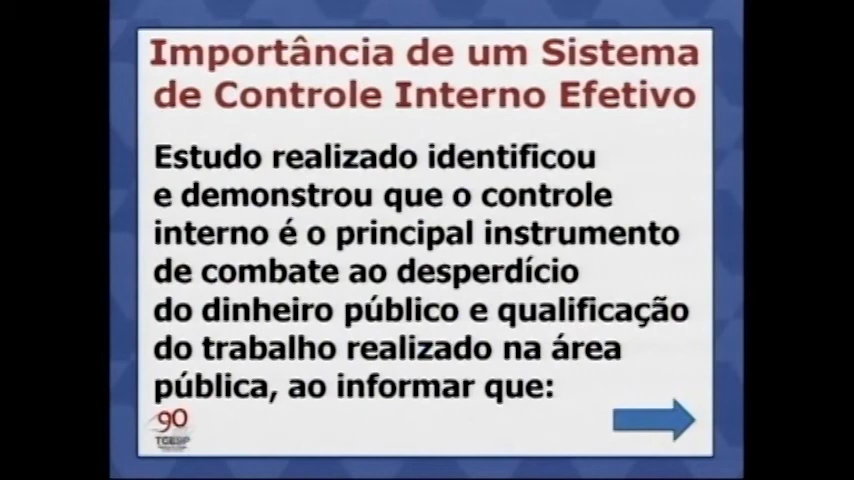 Importância de um Sistema
de Controle Interno Efetivo
Estudo realizado identificou
e demonstrou que o controle
interno é o principal instrumento
de combate ao desperdício
do dinheiro público e qualificação
do trabalho realizado na área
pública, ao informar que:
90
TCESP